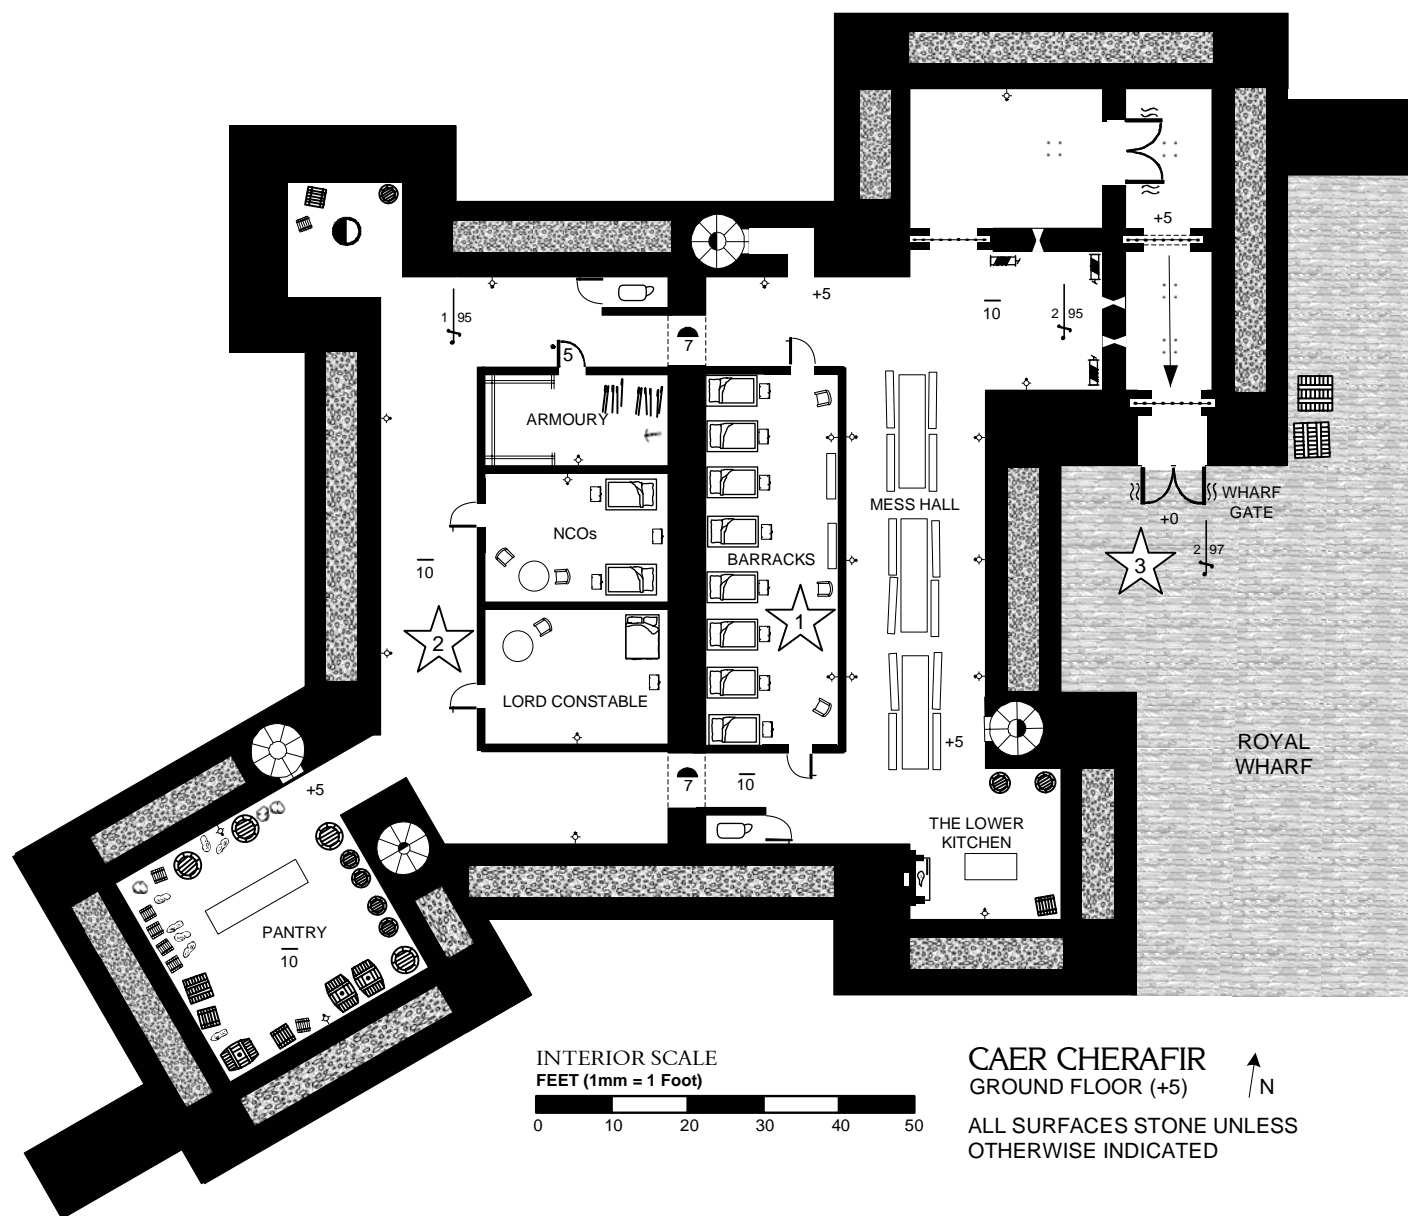 +5
+5
10
1 95
2 95
7
5
ARMOURY
MESS HALL
WHARF
GATE
+0
2 97
NCOs
BARRACKS
10
3
1
2
LORD CONSTABLE
+5
ROYAL
WHARF
7
10
+5
THE LOWER
KITCHEN
PANTRY
10
INTERIOR SCALE
FEET (1mm = 1 Foot)
0 10 20 30 40 50
CAER CHERAFIR
GROUND FLOOR (+5)
N
ALL SURFACES STONE UNLESS
OTHERWISE INDICATED